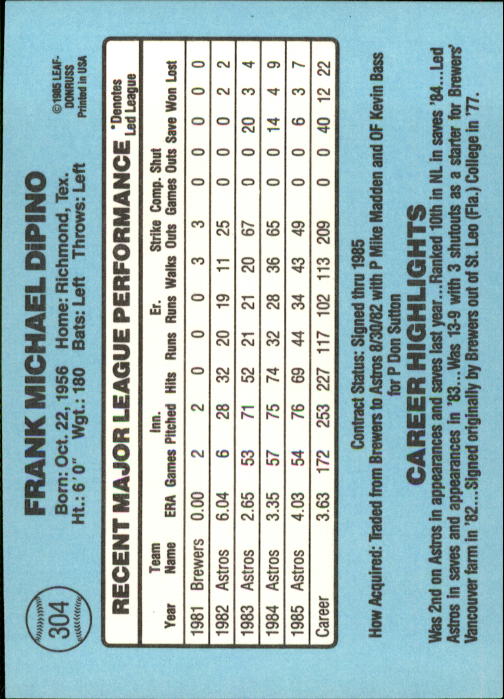 304
FRANK MICHAEL DIPINO
Born: Oct. 22, 1956 Home: Richmond, Tex.
Ht.: 6'0" Wgt.: 180 Bats: Left Throws: Left
©1985 LEAF-
DONRUSS
Printed in USA
RECENT MAJOR LEAGUE PERFORMANCE *Denotes
Led League
Team Inn. Er. Strike Comp. Shut
Year Name ERA Games Pitched Hits Runs Runs Walks Outs Games Outs Save Won Lost
1981 Brewers 0.00 2 2 0 0 0 3 3 0 0 0 0 0
1982 Astros 6.04 6 28 32 20 19 11 25 0 0 0 2 2
1983 Astros 2.65 53 71 52 21 21 20 67 0 0 20 3 4
1984 Astros 3.35 57 75 74 32 28 36 65 0 0 14 4 9
1985 Astros 4.03 54 76 69 44 34 43 49 0 0 6 3 7
Career 3.63 172 253 227 117 102 113 209 0 0 40 12 22
Contract Status: Signed thru 1985
How Acquired: Traded from Brewers to Astros 8/30/82 with P Mike Madden and OF Kevin Bass
for P Don Sutton
CAREER HIGHLIGHTS
Was 2nd on Astros in appearances and saves last year...Ranked 10th in NL in saves '84...Led
Astros in saves and appearances in '83...Was 13-9 with 3 shutouts as a starter for Brewers'
Vancouver farm in '82...Signed originally by Brewers out of St. Leo (Fla.) College in '77.